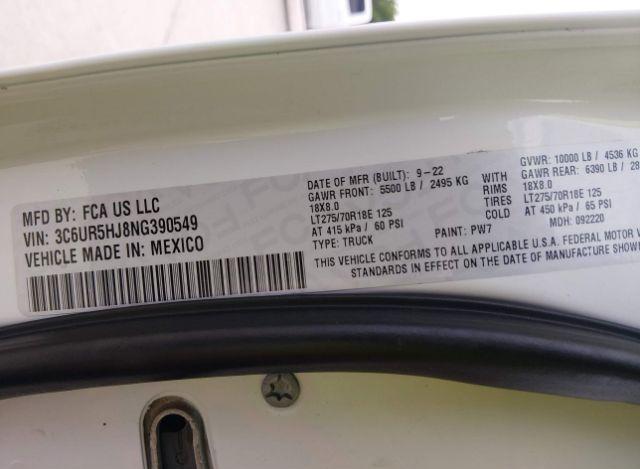 MFD BY: FCA US LLC
VIN: 3C6UR5HJ8NG390549
VEHICLE MADE IN: MEXICO
DATE OF MFR (BUILT): 9-22
GAWR FRONT: 5500 LB / 2495 KG
18X8.0
LT275/70R18E 125
AT 415 kPa / 60 PSI
TYPE: TRUCK
PAINT: PW7
WITH
RIMS
TIRES
COLD
GVWR: 10000 LB / 4536 KG
GAWR REAR: 6390 LB / 28
18X8.0
LT275/70R18E 125
AT 450 kPa / 65 PSI
MDH: 092220
THIS VEHICLE CONFORMS TO ALL APPLICABLE U.S.A. FEDERAL MOTOR V
STANDARDS IN EFFECT ON THE DATE OF MANUFACTURE SHOW